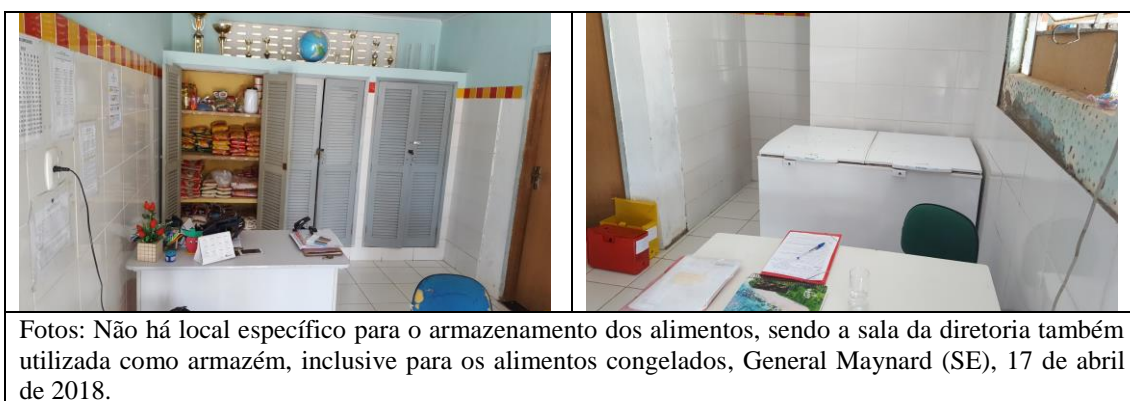 Fotos: Não há local específico para o armazenamento dos alimentos, sendo a sala da diretoria também
utilizada como armazém, inclusive para os alimentos congelados, General Maynard (SE), 17 de abril
de 2018.